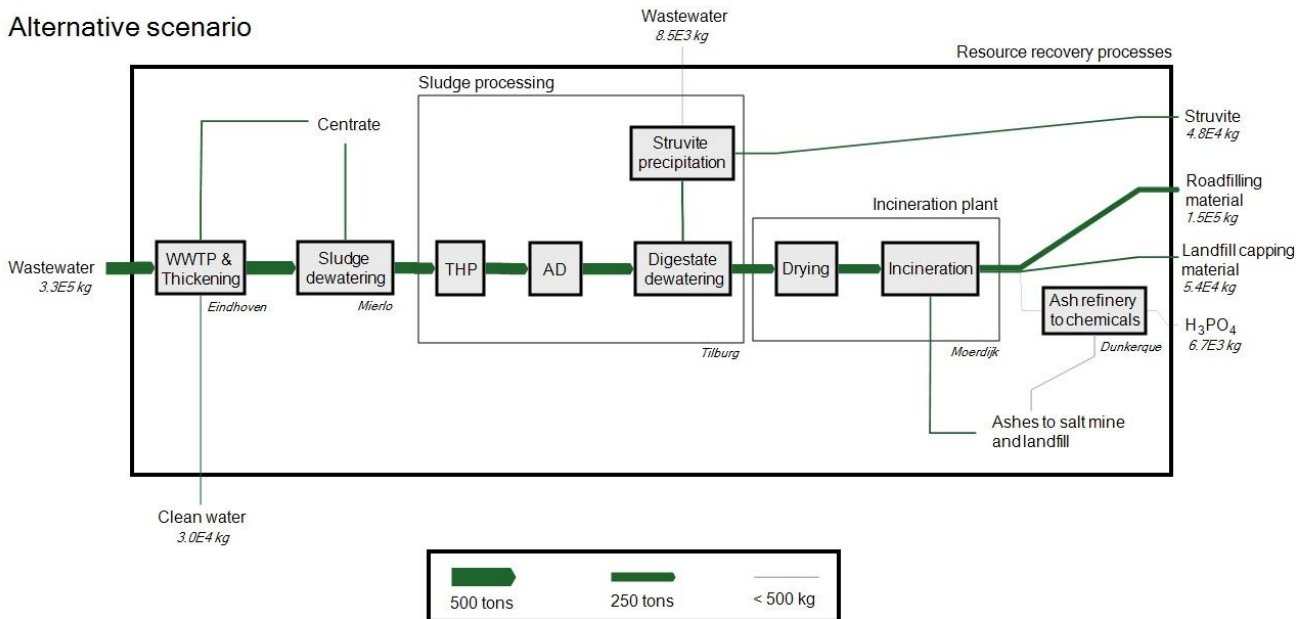 Alternative scenario
Wastewater
8.5E3 kg
Resource recovery processes
Sludge processing
Centrate
Struvite
precipitation
Struvite
4.8E4 kg
Roadfilling
material
1.5E5 kg
Incineration plant
Wastewater
3.3E5 kg
WWTP &
Thickening
Eindhoven
Sludge
dewatering
Mierlo
THP
AD
Digestate
dewatering
Tilburg
Drying
Incineration
Moerdijk
Landfill capping
material
5.4E4 kg
Ash refinery
to chemicals
Dunkerque
H₃PO₄
6.7E3 kg
Ashes to salt mine
and landfill
Clean water
3.0E4 kg
500 tons
250 tons
< 500 kg